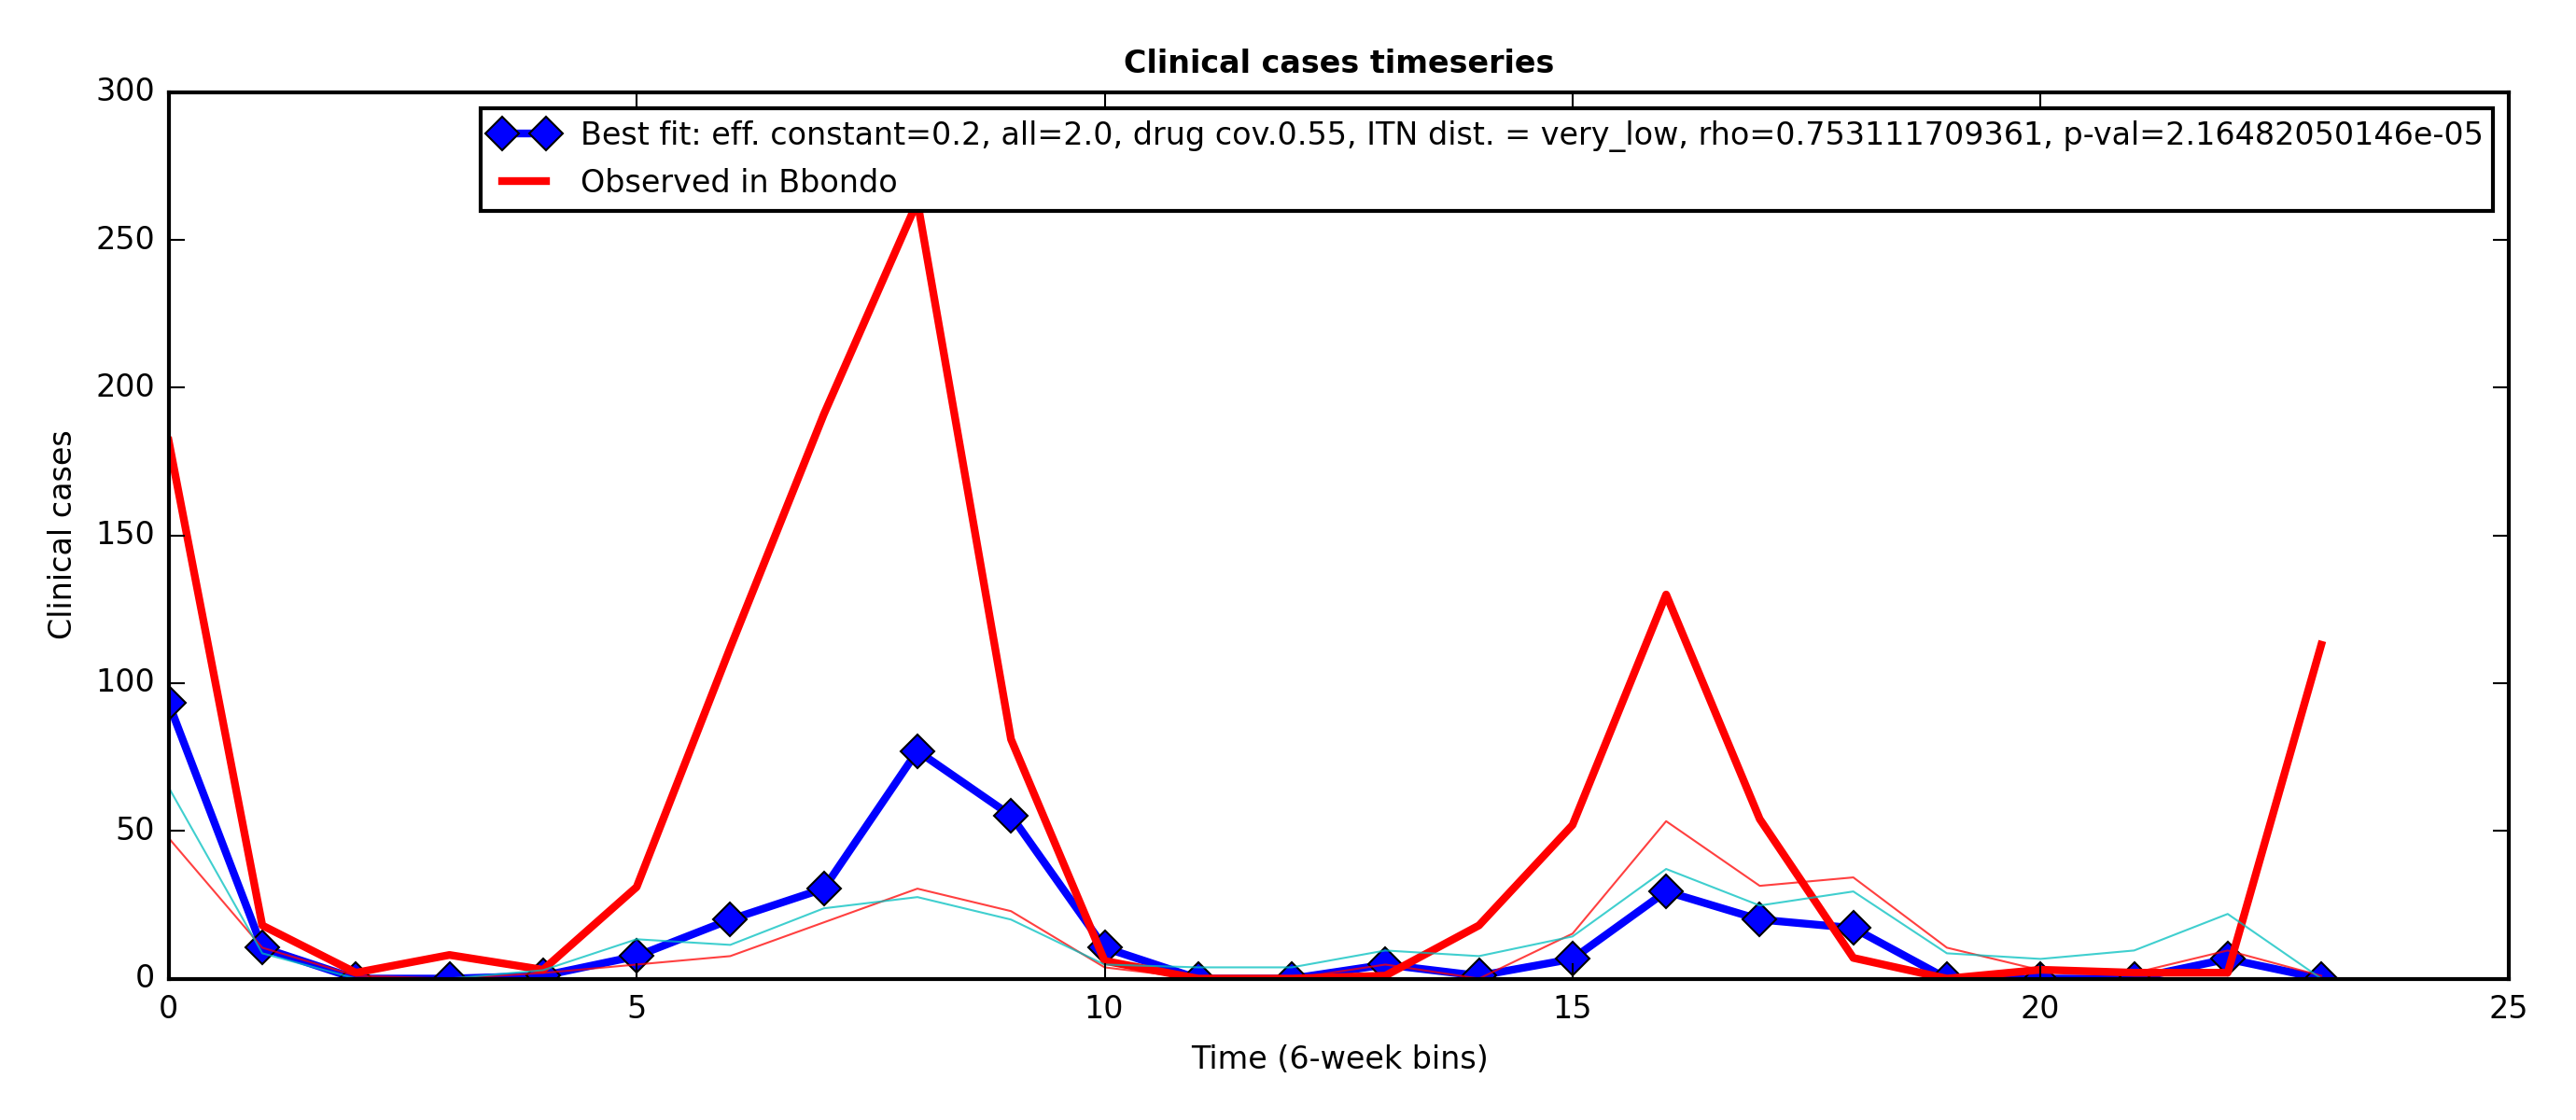 Clinical cases timeseries
300
Best fit: eff. constant=0.2, all=2.0, drug cov.0.55, ITN dist. = very_low, rho=0.753111709361, p-val=2.16482050146e-05
Observed in Bbondo
250
200
150
100
50
0
Clinical cases
0 5 10 15 20 25
Time (6-week bins)